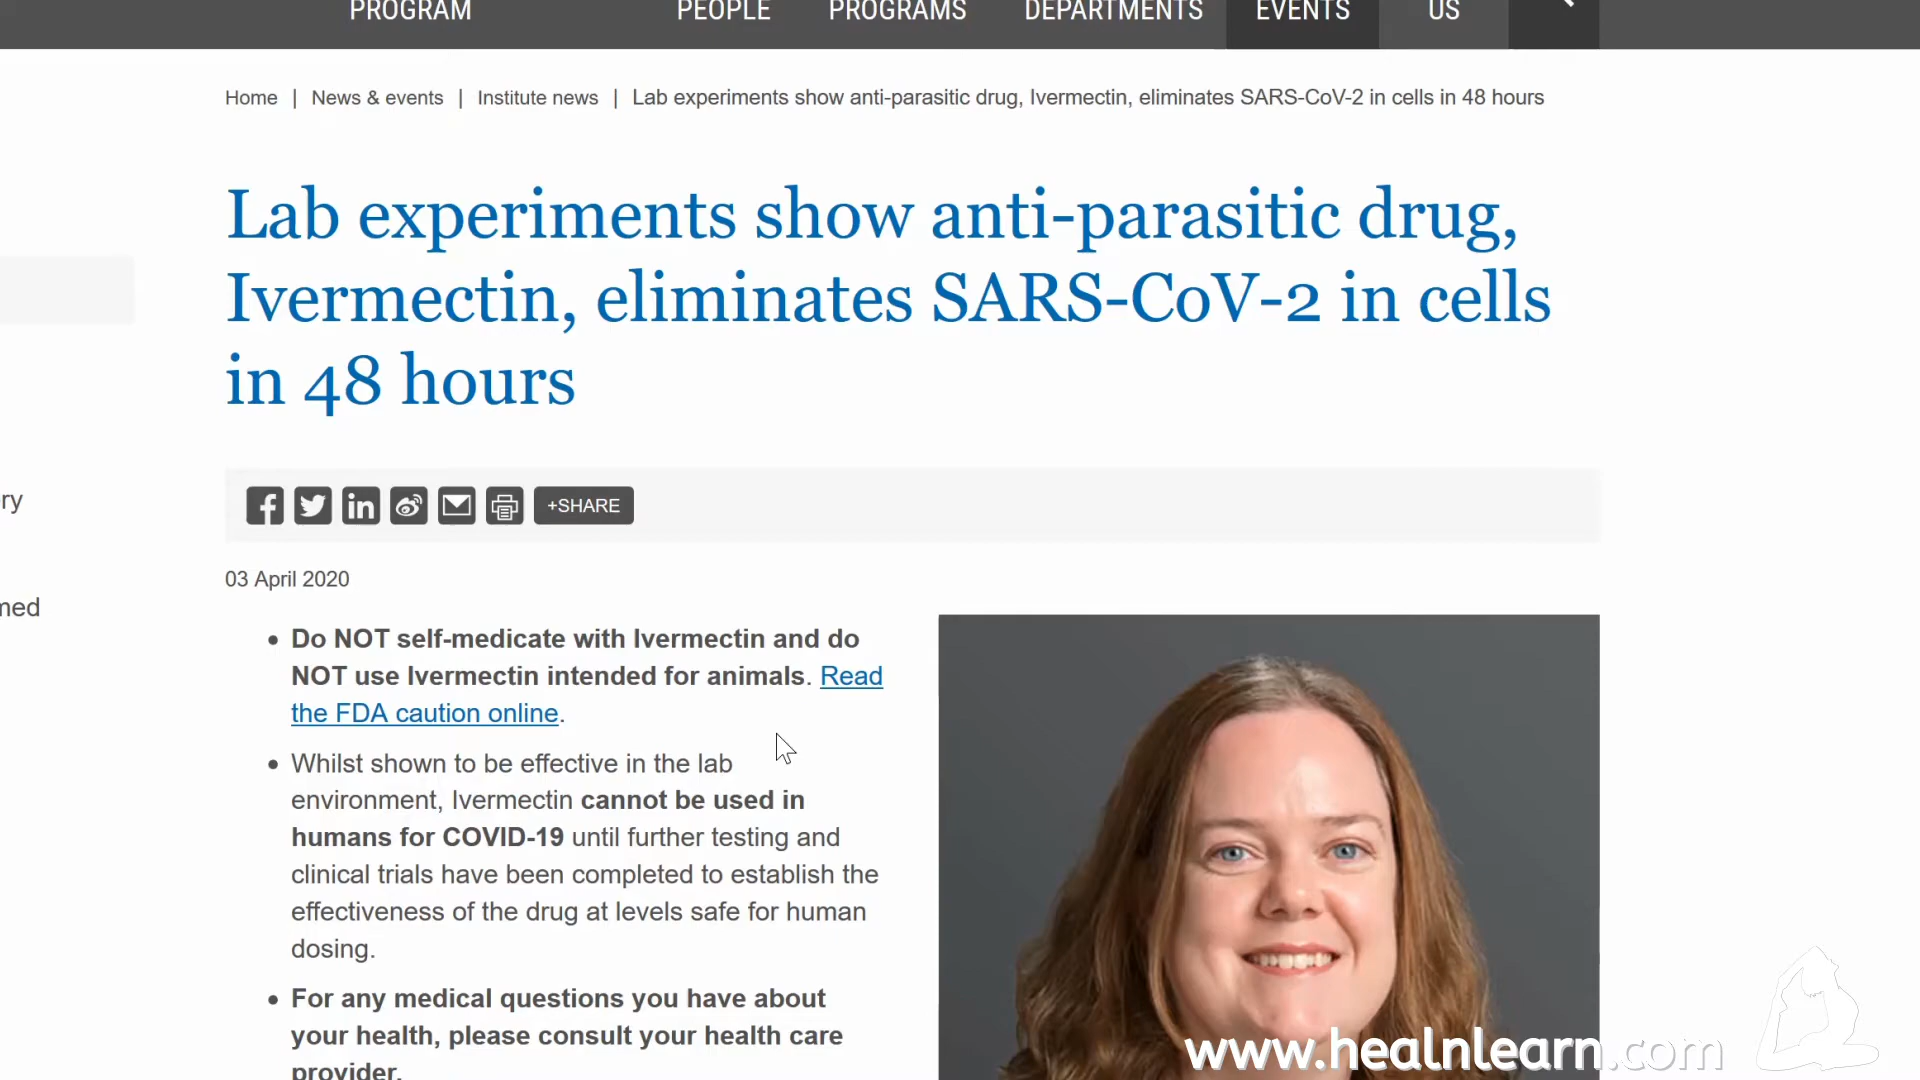 PROGRAM PEOPLE PROGRAMS DEPARTMENTS EVENTS US
Home | News & events | Institute news | Lab experiments show anti-parasitic drug, Ivermectin, eliminates SARS-CoV-2 in cells in 48 hours
Lab experiments show anti-parasitic drug,
Ivermectin, eliminates SARS-CoV-2 in cells
in 48 hours
+SHARE
ry
03 April 2020
med
• Do NOT self-medicate with Ivermectin and do
NOT use Ivermectin intended for animals. Read
the FDA caution online.
• Whilst shown to be effective in the lab
environment, Ivermectin cannot be used in
humans for COVID-19 until further testing and
clinical trials have been completed to establish the
effectiveness of the drug at levels safe for human
dosing.
• For any medical questions you have about
your health, please consult your health care
provider.
www.healnlearn.com